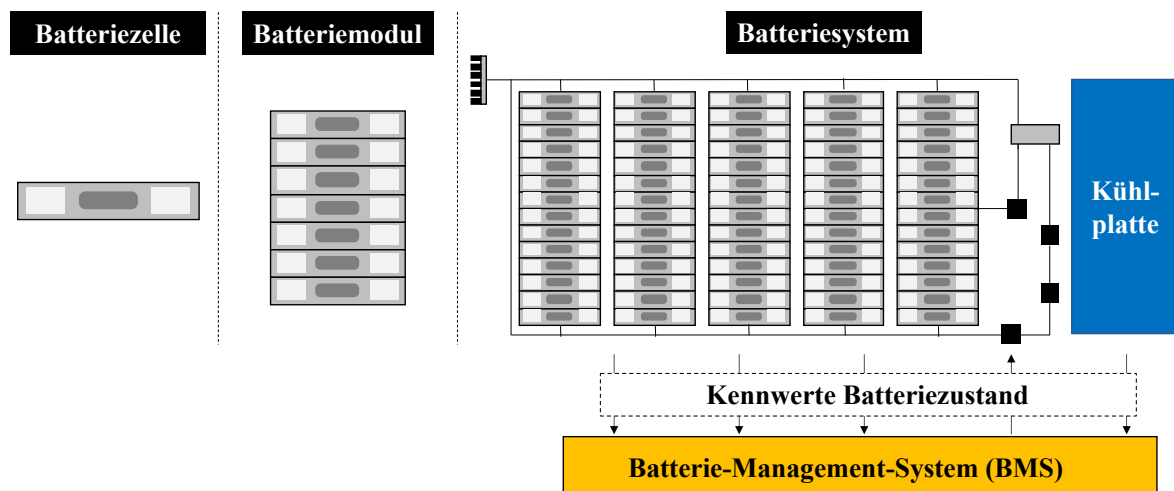 Batteriezelle
Batteriemodul
Batteriesystem
Kühl-
platte
Kennwerte Batteriezustand
Batterie-Management-System (BMS)